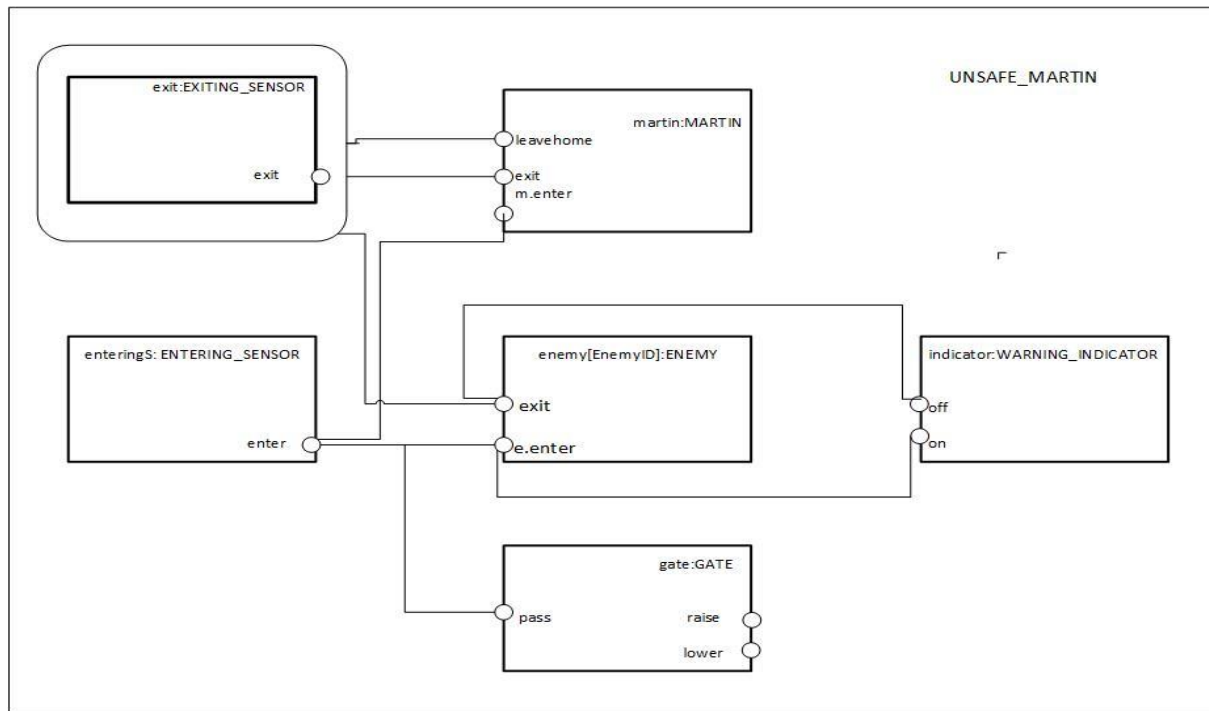 exit:EXITING_SENSOR
exit
UNSAFE_MARTIN
martin:MARTIN
leavehome
exit
m.enter
enteringS: ENTERING_SENSOR
enter
enemy[EnemyID]:ENEMY
exit
e.enter
indicator:WARNING_INDICATOR
off
on
gate:GATE
pass
raise
lower